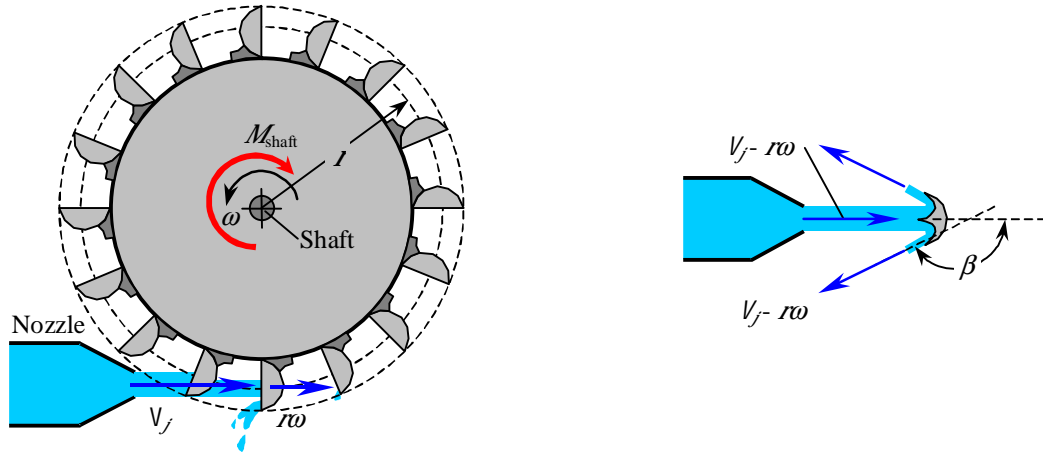 M_shaft
r
ω
Shaft
Nozzle
V_j
rω
V_j- rω
β
V_j- rω